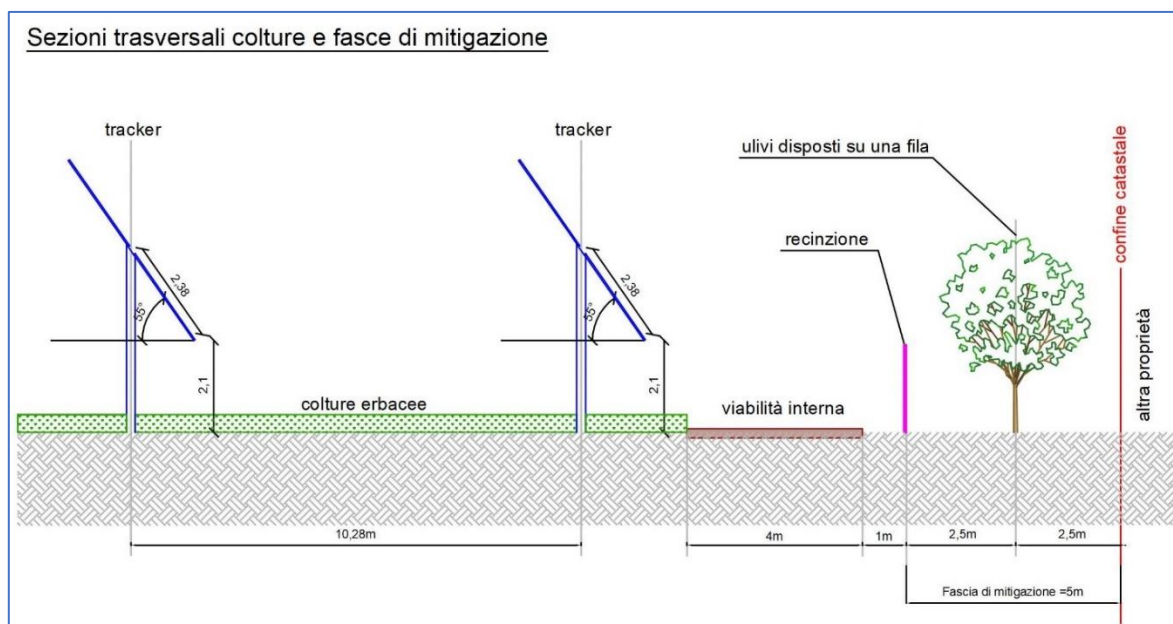 Sezioni trasversali colture e fasce di mitigazione
tracker
tracker
ulivi disposti su una fila
confine catastale
recinzione
altra proprietà
2,38
55°
2,1
2,38
55°
2,1
colture erbacee
viabilità interna
10,28m
4m
1m
2,5m
2,5m
Fascia di mitigazione =5m